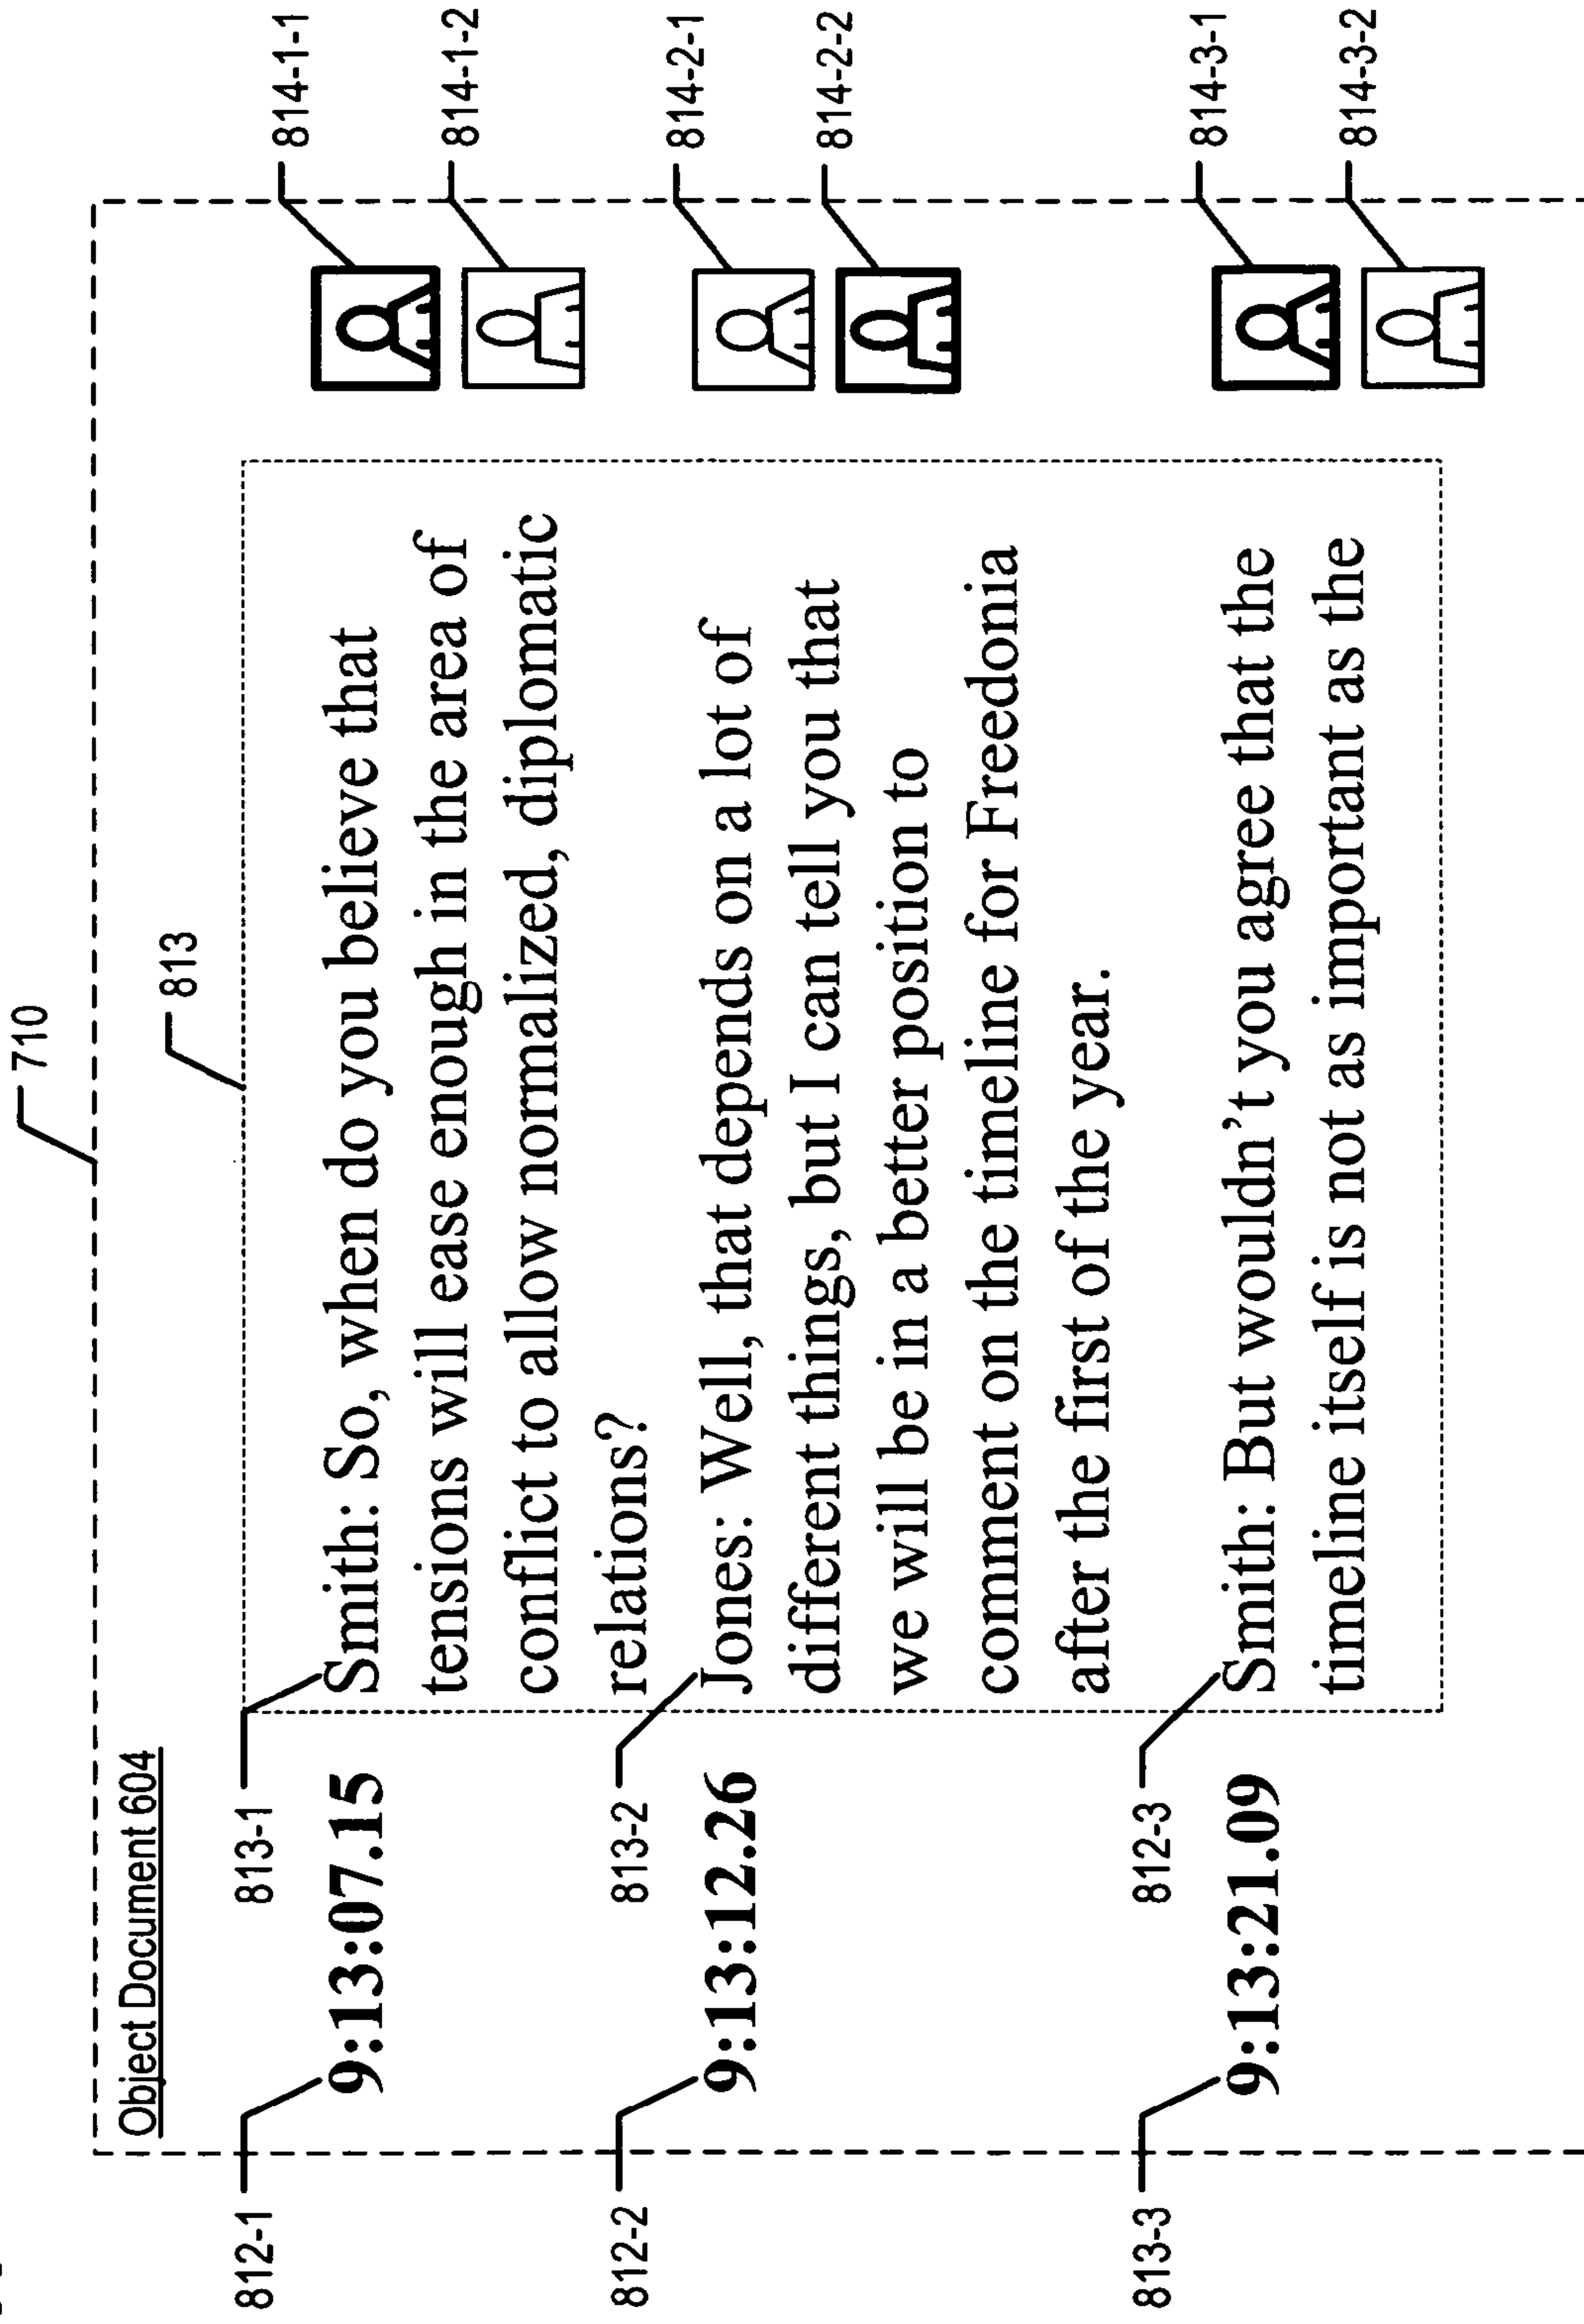 710
813
Object Document 604
812-1
813-1
814-1-1
9:13:07.15
Smith: So, when do you believe that
tensions will ease enough in the area of
conflict to allow normalized, diplomatic
relations?
814-1-2
812-2
813-2
814-2-1
9:13:12.26
Jones: Well, that depends on a lot of
different things, but I can tell you that
we will be in a better position to
comment on the timeline for Freedonia
after the first of the year.
814-2-2
813-3
812-3
814-3-1
9:13:21.09
Smith: But wouldn't you agree that the
timeline itself is not as important as the
814-3-2